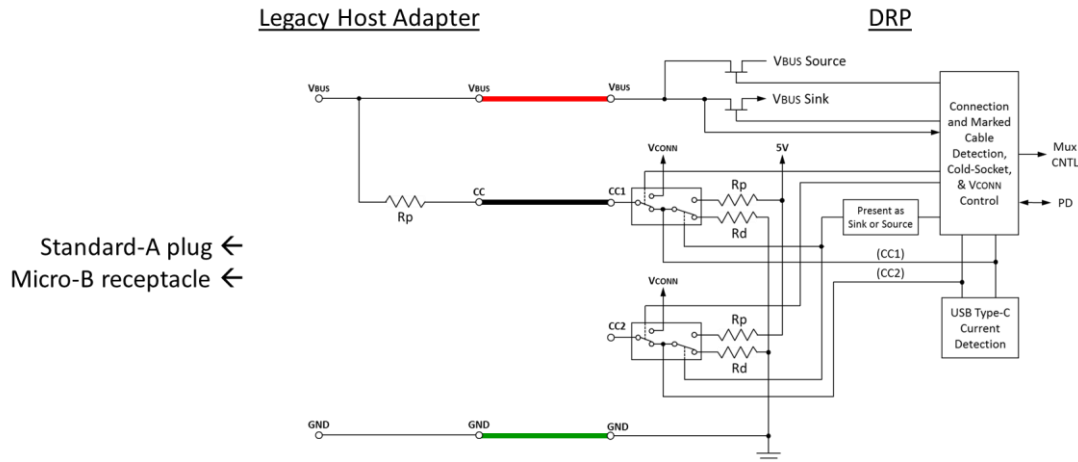 Legacy Host Adapter
DRP
VBUS
VBUS
VBUS
VBUS Source
VBUS Sink
Connection
and Marked
Cable
Detection,
Cold-Socket,
& VCONN
Control
Mux
CNTL
PD
VCONN
5V
Rp
CC
CC1
Rp
Rd
Present as
Sink or Source
Standard-A plug ←
Micro-B receptacle ←
(CC1)
(CC2)
VCONN
CC2
Rp
Rd
USB Type-C
Current
Detection
GND
GND
GND